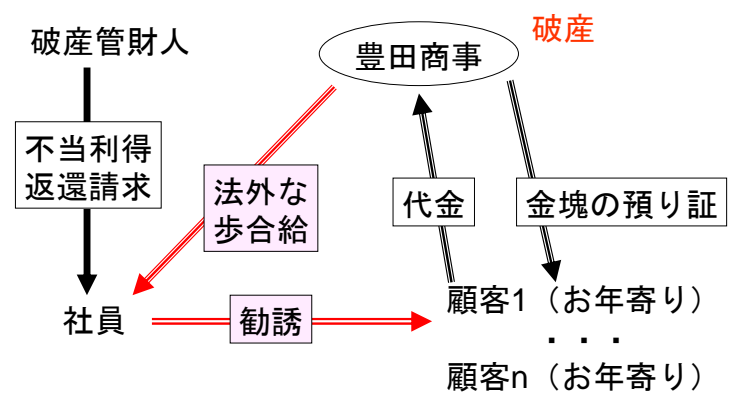 破産管財人
豊田商事
破産
不当利得
返還請求
法外な
歩合給
代金
金塊の預り証
社員
勧誘
顧客1（お年寄り）
・・・
顧客n（お年寄り）